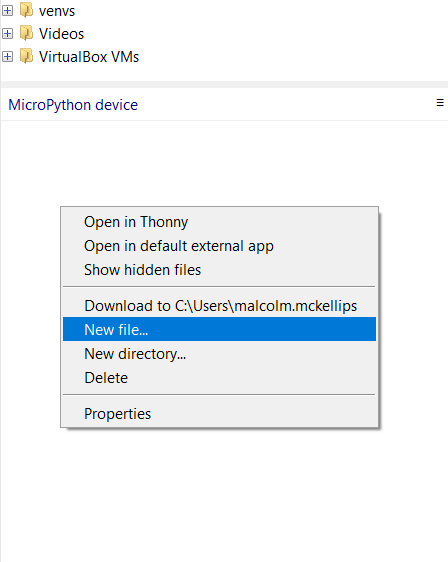 venvs
Videos
VirtualBox VMs
MicroPython device
Open in Thonny
Open in default external app
Show hidden files
Download to C:\Users\malcolm.mckellips
New file...
New directory...
Delete
Properties